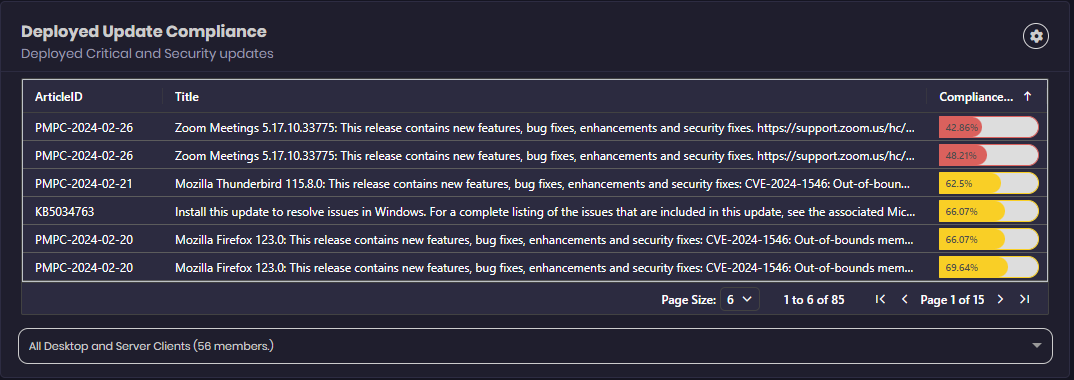 Deployed Update Compliance
Deployed Critical and Security updates
ArticleID Title Compliance...
PMPC-2024-02-26 Zoom Meetings 5.17.10.33775: This release contains new features, bug fixes, enhancements and security fixes. https://support.zoom.us/hc/... 42.86%
PMPC-2024-02-26 Zoom Meetings 5.17.10.33775: This release contains new features, bug fixes, enhancements and security fixes. https://support.zoom.us/hc/... 48.21%
PMPC-2024-02-21 Mozilla Thunderbird 115.8.0: This release contains new features, bug fixes, enhancements and security fixes: CVE-2024-1546: Out-of-boun... 62.5%
KB5034763 Install this update to resolve issues in Windows. For a complete listing of the issues that are included in this update, see the associated Mic... 66.07%
PMPC-2024-02-20 Mozilla Firefox 123.0: This release contains new features, bug fixes, enhancements and security fixes: CVE-2024-1546: Out-of-bounds mem... 66.07%
PMPC-2024-02-20 Mozilla Firefox 123.0: This release contains new features, bug fixes, enhancements and security fixes: CVE-2024-1546: Out-of-bounds mem... 69.64%
Page Size: 6 1 to 6 of 85 Page 1 of 15
All Desktop and Server Clients (56 members.)